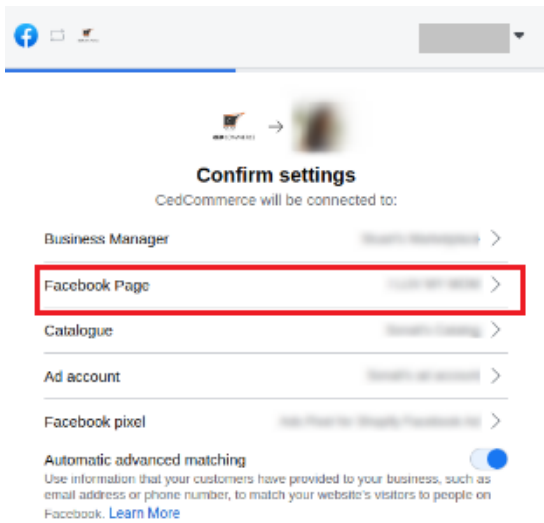 Confirm settings
CedCommerce will be connected to:
Business Manager
Facebook Page
Catalogue
Ad account
Facebook pixel
Automatic advanced matching
Use information that your customers have provided to your business, such as
email address or phone number, to match your website's visitors to people on
Facebook. Learn More